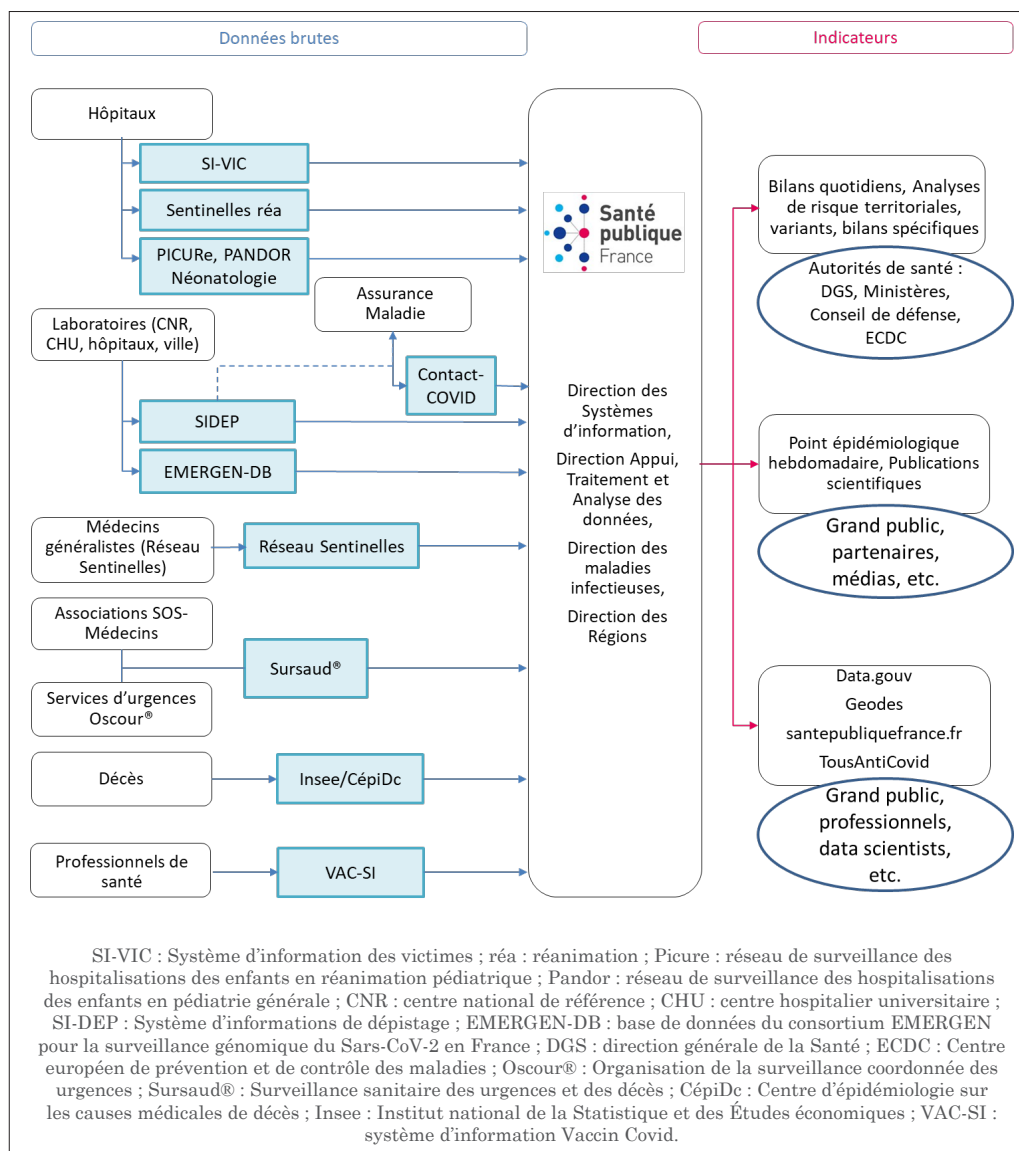 Données brutes
Indicateurs
Hôpitaux
SI-VIC
Sentinelles réa
PICURe, PANDOR
Néonatologie
Assurance
Maladie
Laboratoires (CNR,
CHU, hôpitaux, ville)
Contact-
COVID
SIDEP
EMERGEN-DB
Médecins
généralistes (Réseau
Sentinelles)
Réseau Sentinelles
Associations SOS-
Médecins
Sursaud®
Services d’urgences
Oscour®
Décès
Insee/CépiDc
Professionnels de
santé
VAC-SI
Santé
publique
France
Direction des
Systèmes
d’information,
Direction Appui,
Traitement et
Analyse des
données,
Direction des
maladies
infectieuses,
Direction des
Régions
Bilans quotidiens, Analyses
de risque territoriales,
variants, bilans spécifiques
Autorités de santé :
DGS, Ministères,
Conseil de défense,
ECDC
Point épidémiologique
hebdomadaire, Publications
scientifiques
Grand public,
partenaires,
médias, etc.
Data.gouv
Geodes
santepubliquefrance.fr
TousAntiCovid
Grand public,
professionnels,
data scientists,
etc.
SI-VIC : Système d’information des victimes ; réa : réanimation ; Picure : réseau de surveillance des
hospitalisations des enfants en réanimation pédiatrique ; Pandor : réseau de surveillance des hospitalisations
des enfants en pédiatrie générale ; CNR : centre national de référence ; CHU : centre hospitalier universitaire ;
SI-DEP : Système d’informations de dépistage ; EMERGEN-DB : base de données du consortium EMERGEN
pour la surveillance génomique du Sars-CoV-2 en France ; DGS : direction générale de la Santé ; ECDC : Centre
européen de prévention et de contrôle des maladies ; Oscour® : Organisation de la surveillance coordonnée des
urgences ; Sursaud® : Surveillance sanitaire des urgences et des décès ; CépiDc : Centre d’épidémiologie sur
les causes médicales de décès ; Insee : Institut national de la Statistique et des Études économiques ; VAC-SI :
système d’information Vaccin Covid.